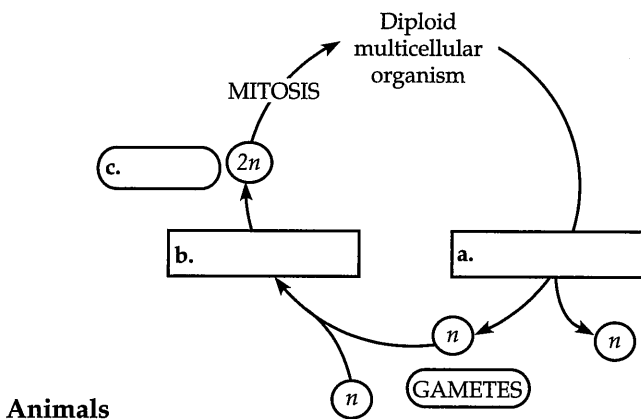 Diploid
multicellular
organism
MITOSIS
c.
2n
b.
a.
n
n
GAMETES
n
Animals